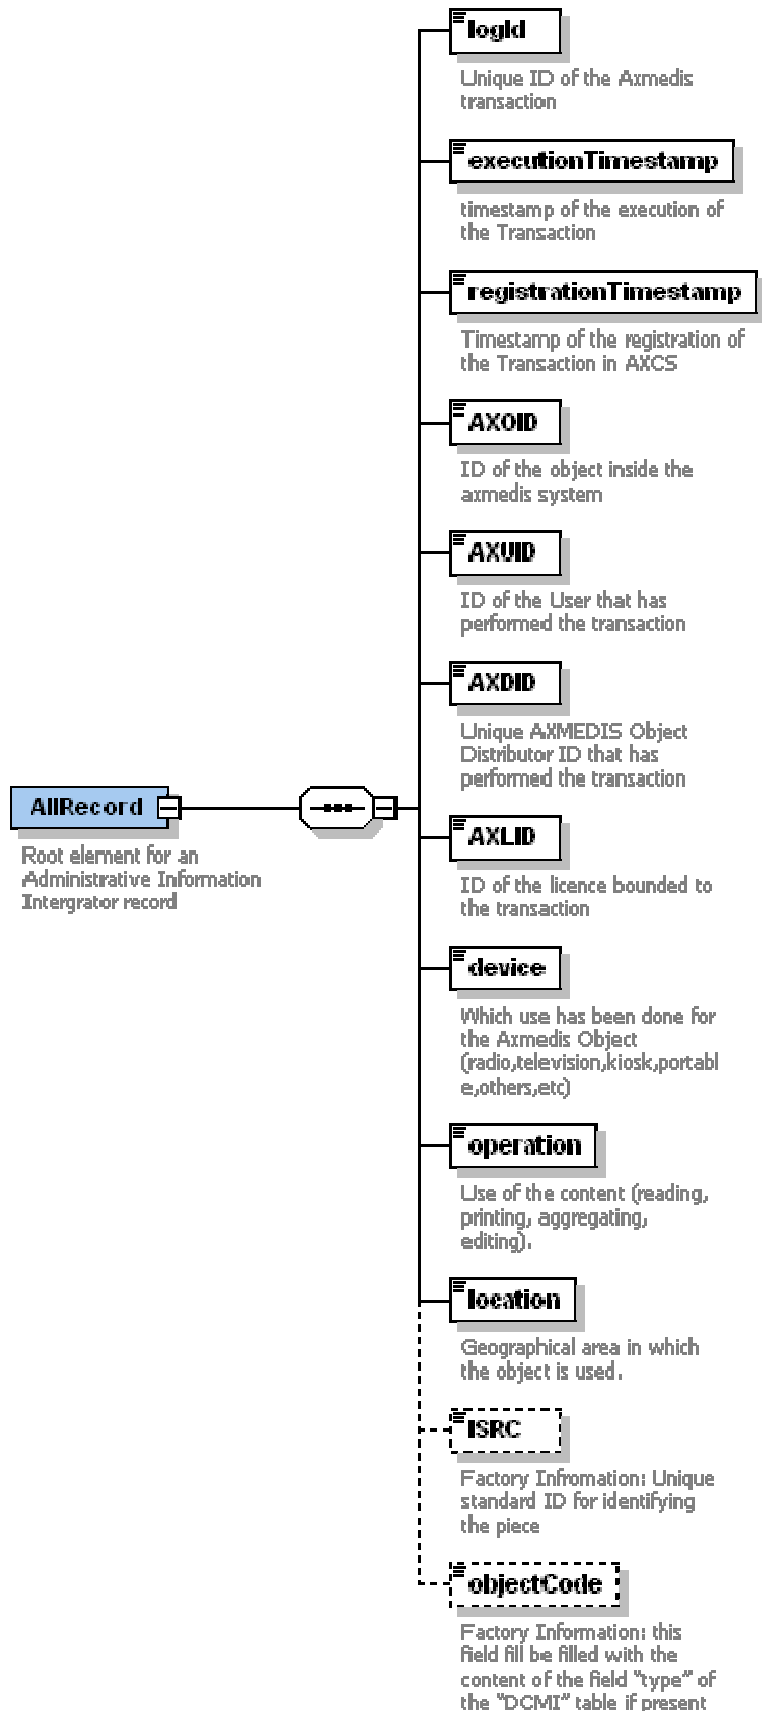 logId
Unique ID of the Axmedis
transaction
executionTimestamp
timestamp of the execution of
the Transaction
registrationTimestamp
Timestamp of the registration of
the Transaction in AXCS
AXOID
ID of the object inside the
axmedis system
AXUID
ID of the User that has
performed the transaction
AXDID
Unique AXMEDIS Object
Distributor ID that has
performed the transaction
AIIRecord
Root element for an
Administrative Information
Intergrator record
AXLID
ID of the licence bounded to
the transaction
device
Which use has been done for
the Axmedis Object
(radio,television,kiosk,portabl
e,others,etc)
operation
Use of the content (reading,
printing, aggregating,
editing).
location
Geographical area in which
the object is used.
ISRC
Factory Infromation: Unique
standard ID for identifying
the piece
objectCode
Factory Information: this
field fill be filled with the
content of the field "type" of
the "DCMI" table if present